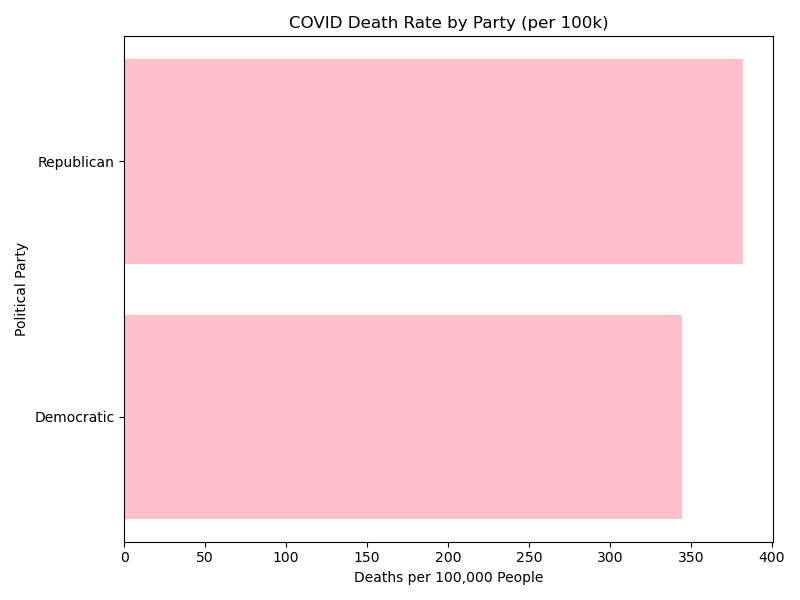 COVID Death Rate by Party (per 100k)
Republican
Democratic
Political Party
0 50 100 150 200 250 300 350 400
Deaths per 100,000 People